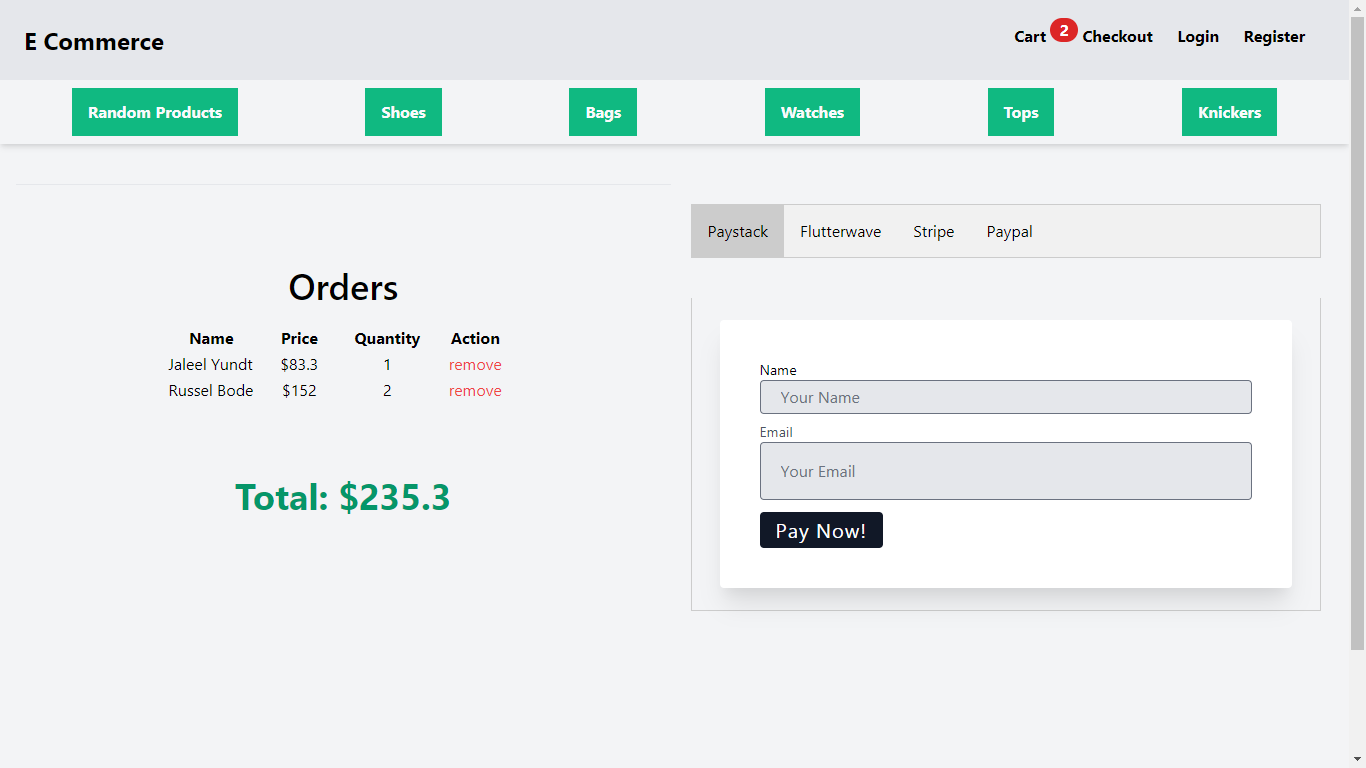 E Commerce
Cart 2 Checkout Login Register
Random Products Shoes Bags Watches Tops Knickers
Paystack Flutterwave Stripe Paypal
Orders
Name Price Quantity Action
Jaleel Yundt $83.3 1 remove
Russel Bode $152 2 remove
Total: $235.3
Name
Your Name
Email
Your Email
Pay Now!